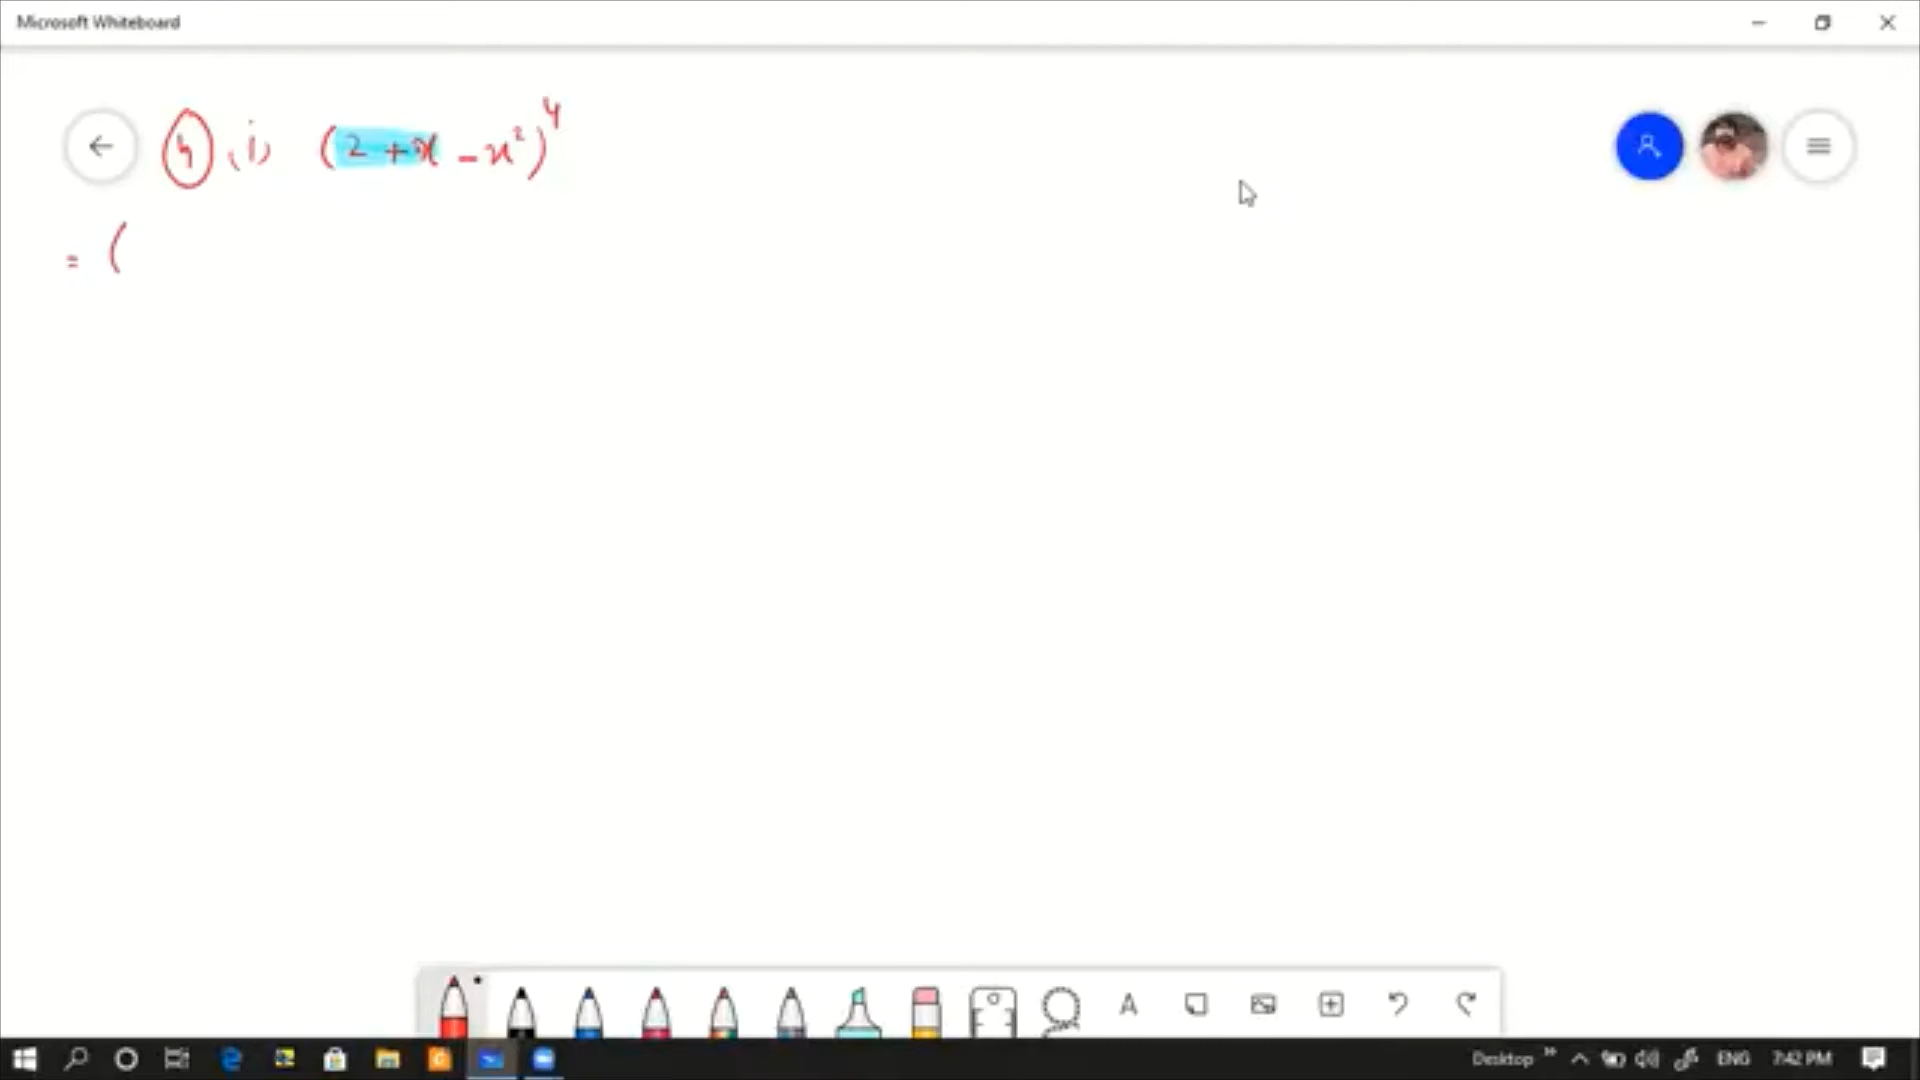 Microsoft Whiteboard
④ (i) (2 + x - x²)⁴
= (
A
Desktop » ENG 7:42 PM